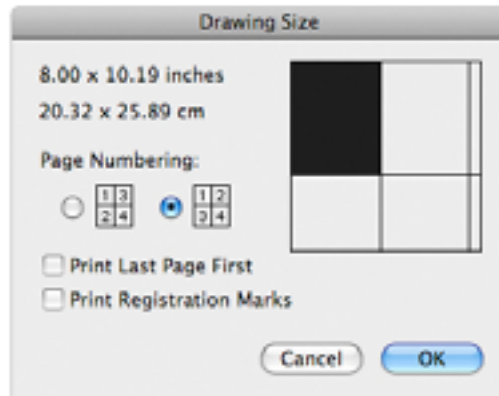 Drawing Size
8.00 x 10.19 inches
20.32 x 25.89 cm
Page Numbering:
1 3 1 2
2 4 3 4
Print Last Page First
Print Registration Marks
Cancel OK